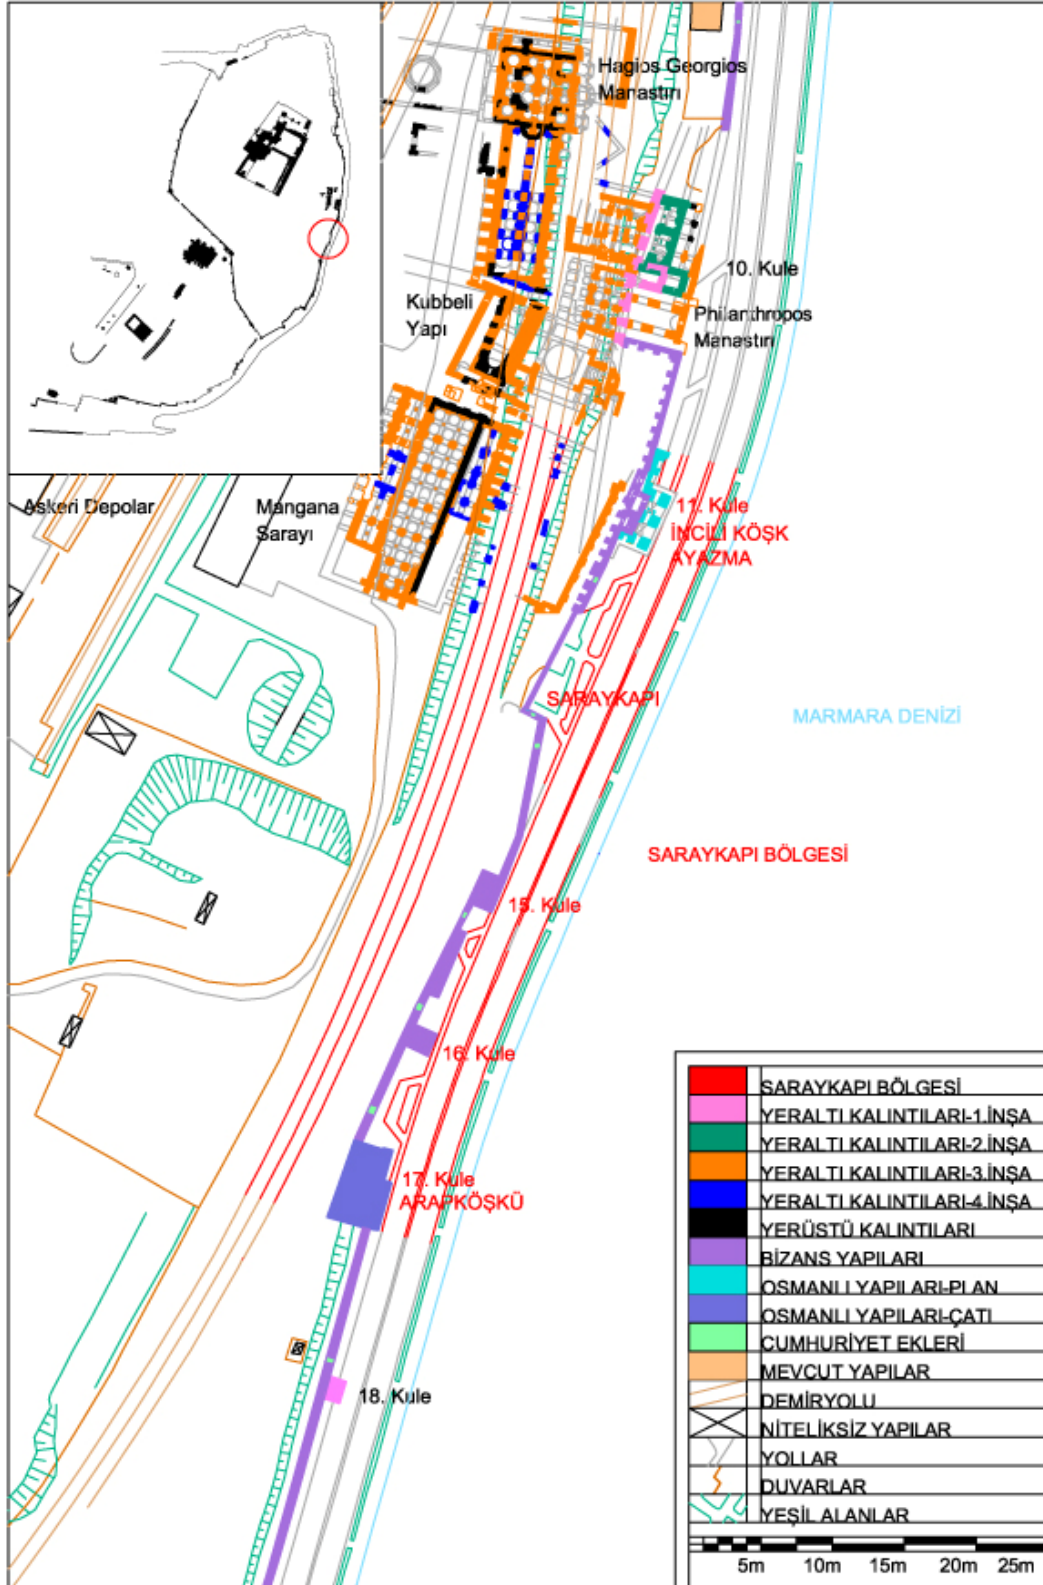 Hagios Georgios
Manastırı
10. Kule
Kubbeli
Yapı
Philanthropos
Manastırı
Askeri Depolar
Mangana
Sarayı
11. Kule
İNCİLİ KÖŞK
AYAZMA
SARAYKAPI
MARMARA DENİZİ
SARAYKAPI BÖLGESİ
15. Kule
16. Kule
17. Kule
ARAPKÖŞKÜ
18. Kule
SARAYKAPI BÖLGESİ
YERALTI KALINTILARI-1.İNŞA
YERALTI KALINTILARI-2.İNŞA
YERALTI KALINTILARI-3.İNŞA
YERALTI KALINTILARI-4.İNŞA
YERÜSTÜ KALINTILARI
BİZANS YAPILARI
OSMANLI YAPILARI-PLAN
OSMANLI YAPILARI-ÇATI
CUMHURİYET EKLERİ
MEVCUT YAPILAR
DEMİRYOLU
NİTELİKSİZ YAPILAR
YOLLAR
DUVARLAR
YEŞİL ALANLAR
5m 10m 15m 20m 25m